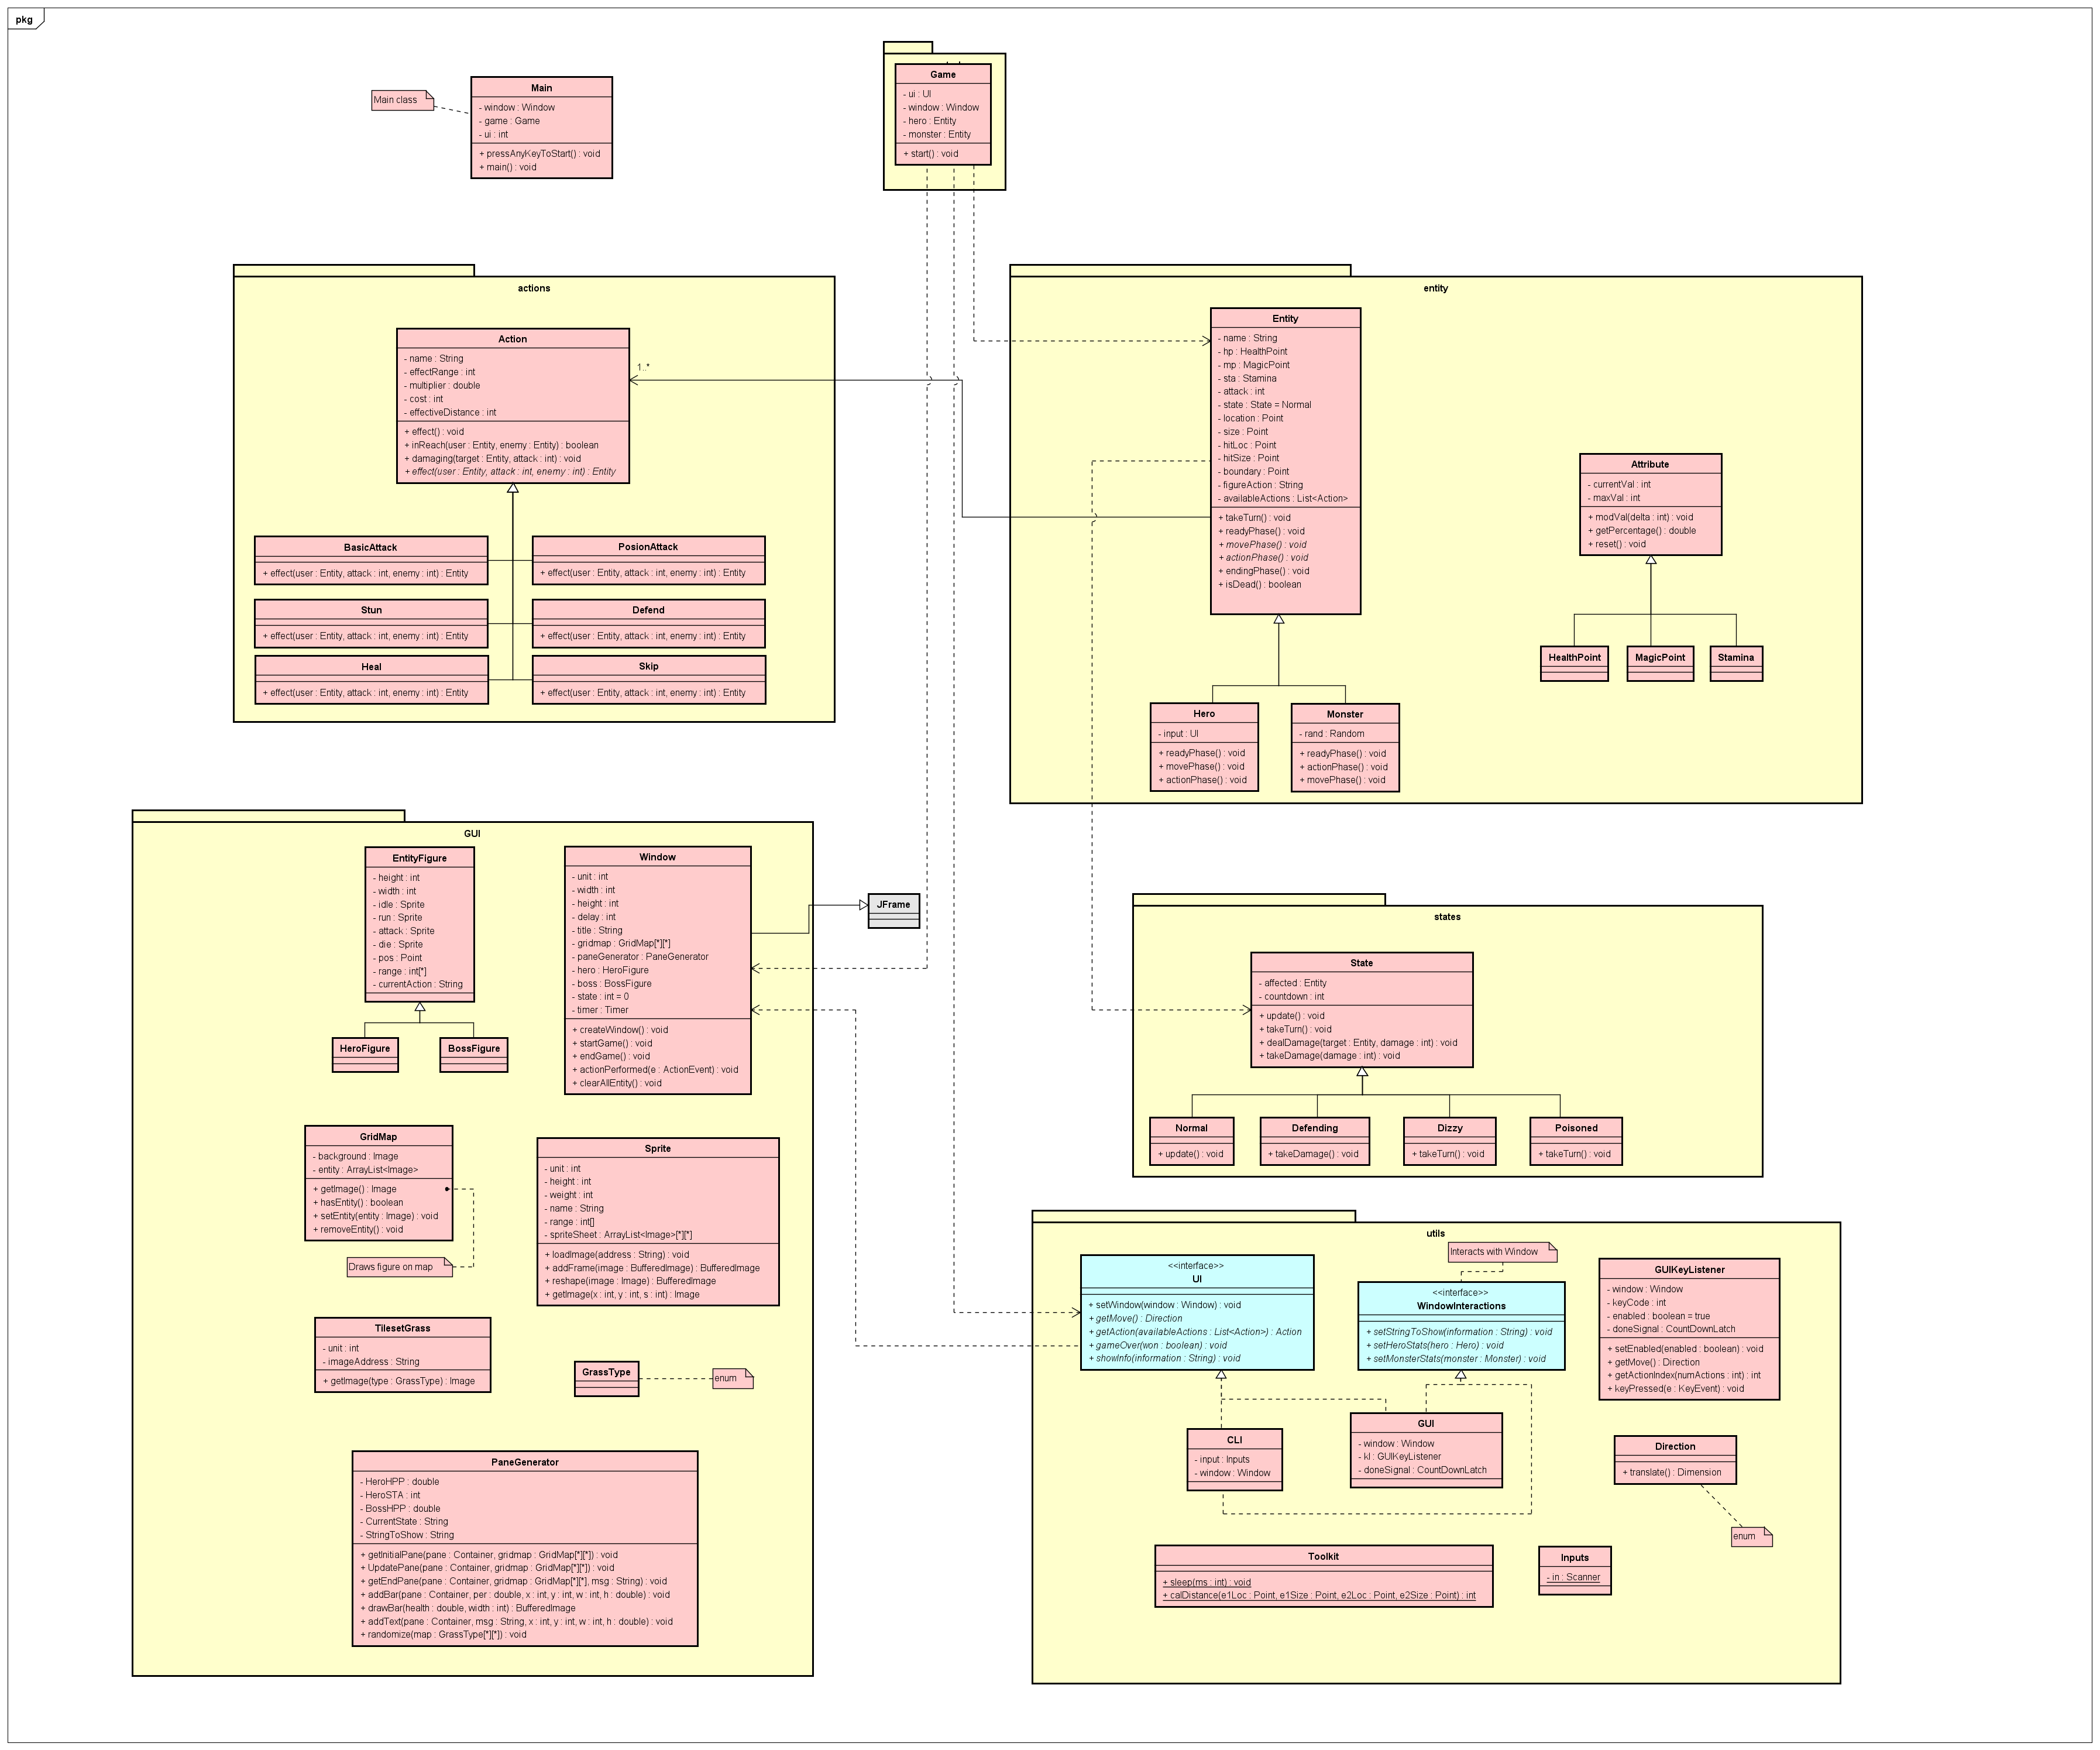 pkg
Main class
Main
- window : Window
- game : Game
- ui : int
+ pressAnyKeyToStart() : void
+ main() : void
Game
- ui : UI
- window : Window
- hero : Entity
- monster : Entity
+ start() : void
actions
Action
- name : String
- effectRange : int
- multiplier : double
- cost : int
- effectiveDistance : int
+ effect() : void
+ inReach(user : Entity, enemy : Entity) : boolean
+ damaging(target : Entity, attack : int) : void
+ effect(user : Entity, attack : int, enemy : int) : Entity
1..*
BasicAttack
+ effect(user : Entity, attack : int, enemy : int) : Entity
PosionAttack
+ effect(user : Entity, attack : int, enemy : int) : Entity
Stun
+ effect(user : Entity, attack : int, enemy : int) : Entity
Defend
+ effect(user : Entity, attack : int, enemy : int) : Entity
Heal
+ effect(user : Entity, attack : int, enemy : int) : Entity
Skip
+ effect(user : Entity, attack : int, enemy : int) : Entity
entity
Entity
- name : String
- hp : HealthPoint
- mp : MagicPoint
- sta : Stamina
- attack : int
- state : State = Normal
- location : Point
- size : Point
- hitLoc : Point
- hitSize : Point
- boundary : Point
- figureAction : String
- availableActions : List<Action>
+ takeTurn() : void
+ readyPhase() : void
+ movePhase() : void
+ actionPhase() : void
+ endingPhase() : void
+ isDead() : boolean
Attribute
- currentVal : int
- maxVal : int
+ modVal(delta : int) : void
+ getPercentage() : double
+ reset() : void
HealthPoint
MagicPoint
Stamina
Hero
- input : UI
+ readyPhase() : void
+ movePhase() : void
+ actionPhase() : void
Monster
- rand : Random
+ readyPhase() : void
+ actionPhase() : void
+ movePhase() : void
GUI
EntityFigure
- height : int
- width : int
- idle : Sprite
- run : Sprite
- attack : Sprite
- die : Sprite
- pos : Point
- range : int[*]
- currentAction : String
HeroFigure
BossFigure
Window
- unit : int
- width : int
- height : int
- delay : int
- title : String
- gridmap : GridMap[*][*]
- paneGenerator : PaneGenerator
- hero : HeroFigure
- boss : BossFigure
- state : int = 0
- timer : Timer
+ createWindow() : void
+ startGame() : void
+ endGame() : void
+ actionPerformed(e : ActionEvent) : void
+ clearAllEntity() : void
JFrame
GridMap
- background : Image
- entity : ArrayList<Image>
+ getImage() : Image
+ hasEntity() : boolean
+ setEntity(entity : Image) : void
+ removeEntity() : void
Draws figure on map
Sprite
- unit : int
- height : int
- weight : int
- name : String
- range : int[]
- spriteSheet : ArrayList<Image>[*][*]
+ loadImage(address : String) : void
+ addFrame(image : BufferedImage) : BufferedImage
+ reshape(image : Image) : BufferedImage
+ getImage(x : int, y : int, s : int) : Image
TilesetGrass
- unit : int
- imageAddress : String
+ getImage(type : GrassType) : Image
GrassType
enum
PaneGenerator
- HeroHPP : double
- HeroSTA : int
- BossHPP : double
- CurrentState : String
- StringToShow : String
+ getInitialPane(pane : Container, gridmap : GridMap[*][*]) : void
+ UpdatePane(pane : Container, gridmap : GridMap[*][*]) : void
+ getEndPane(pane : Container, gridmap : GridMap[*][*], msg : String) : void
+ addBar(pane : Container, per : double, x : int, y : int, w : int, h : double) : void
+ drawBar(health : double, width : int) : BufferedImage
+ addText(pane : Container, msg : String, x : int, y : int, w : int, h : double) : void
+ randomize(map : GrassType[*][*]) : void
states
State
- affected : Entity
- countdown : int
+ update() : void
+ takeTurn() : void
+ dealDamage(target : Entity, damage : int) : void
+ takeDamage(damage : int) : void
Normal
+ update() : void
Defending
+ takeDamage() : void
Dizzy
+ takeTurn() : void
Poisoned
+ takeTurn() : void
utils
<<interface>>
UI
+ setWindow(window : Window) : void
+ getMove() : Direction
+ getAction(availableActions : List<Action>) : Action
+ gameOver(won : boolean) : void
+ showInfo(information : String) : void
Interacts with Window
<<interface>>
WindowInteractions
+ setStringToShow(information : String) : void
+ setHeroStats(hero : Hero) : void
+ setMonsterStats(monster : Monster) : void
GUIKeyListener
- window : Window
- keyCode : int
- enabled : boolean = true
- doneSignal : CountDownLatch
+ setEnabled(enabled : boolean) : void
+ getMove() : Direction
+ getActionIndex(numActions : int) : int
+ keyPressed(e : KeyEvent) : void
CLI
- input : Inputs
- window : Window
GUI
- window : Window
- kl : GUIKeyListener
- doneSignal : CountDownLatch
Direction
+ translate() : Dimension
enum
Toolkit
+ sleep(ms : int) : void
+ calDistance(e1Loc : Point, e1Size : Point, e2Loc : Point, e2Size : Point) : int
Inputs
- in : Scanner